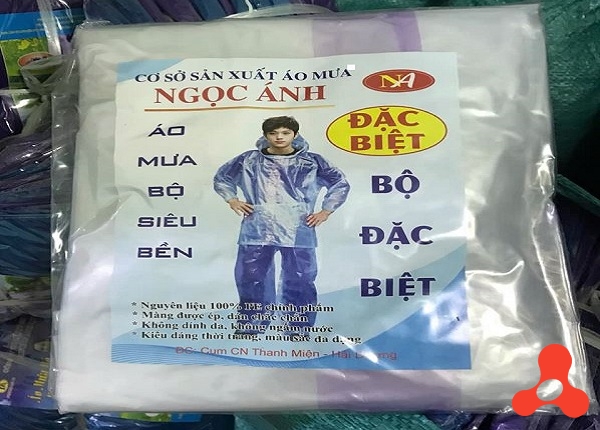 CƠ SỞ SẢN XUẤT ÁO MƯA
NGỌC ÁNH
NA
ĐẶC
BIỆT
ÁO
MƯA
BỘ
SIÊU
BỀN
BỘ
ĐẶC
BIỆT
* Nguyên liệu 100% PE chính phẩm
* Màng được ép, dán chắc chắn
* Không dính da, không ngấm nước
* Kiểu dáng thời trang, màu sắc đa dạng
ĐC: Cụm CN Thanh Miện - Hải Dương